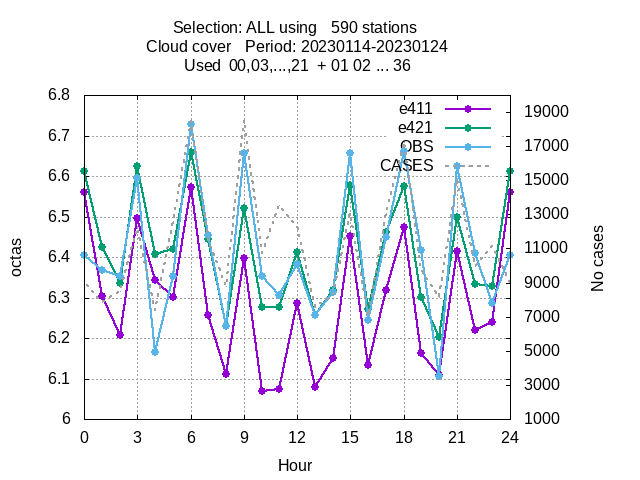 Selection: ALL using   590 stations
Cloud cover   Period: 20230114-20230124
Used  00,03,...,21  + 01 02 ... 36
e411
e421
OBS
CASES
6.8
6.7
6.6
6.5
6.4
6.3
6.2
6.1
6
octas
19000
17000
15000
13000
11000
9000
7000
5000
3000
1000
No cases
0 3 6 9 12 15 18 21 24
Hour